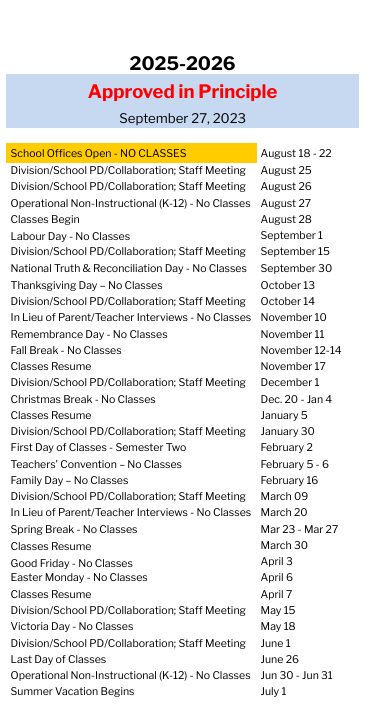 2025-2026
Approved in Principle
September 27, 2023
School Offices Open - NO CLASSES August 18 - 22
Division/School PD/Collaboration; Staff Meeting August 25
Division/School PD/Collaboration; Staff Meeting August 26
Operational Non-Instructional (K-12) - No Classes August 27
Classes Begin August 28
Labour Day - No Classes September 1
Division/School PD/Collaboration; Staff Meeting September 15
National Truth & Reconciliation Day - No Classes September 30
Thanksgiving Day – No Classes October 13
Division/School PD/Collaboration; Staff Meeting October 14
In Lieu of Parent/Teacher Interviews - No Classes November 10
Remembrance Day - No Classes November 11
Fall Break - No Classes November 12-14
Classes Resume November 17
Division/School PD/Collaboration; Staff Meeting December 1
Christmas Break - No Classes Dec. 20 - Jan 4
Classes Resume January 5
Division/School PD/Collaboration; Staff Meeting January 30
First Day of Classes - Semester Two February 2
Teachers' Convention – No Classes February 5 - 6
Family Day – No Classes February 16
Division/School PD/Collaboration; Staff Meeting March 09
In Lieu of Parent/Teacher Interviews - No Classes March 20
Spring Break - No Classes Mar 23 - Mar 27
Classes Resume March 30
Good Friday - No Classes April 3
Easter Monday - No Classes April 6
Classes Resume April 7
Division/School PD/Collaboration; Staff Meeting May 15
Victoria Day - No Classes May 18
Division/School PD/Collaboration; Staff Meeting June 1
Last Day of Classes June 26
Operational Non-Instructional (K-12) - No Classes Jun 30 - Jun 31
Summer Vacation Begins July 1